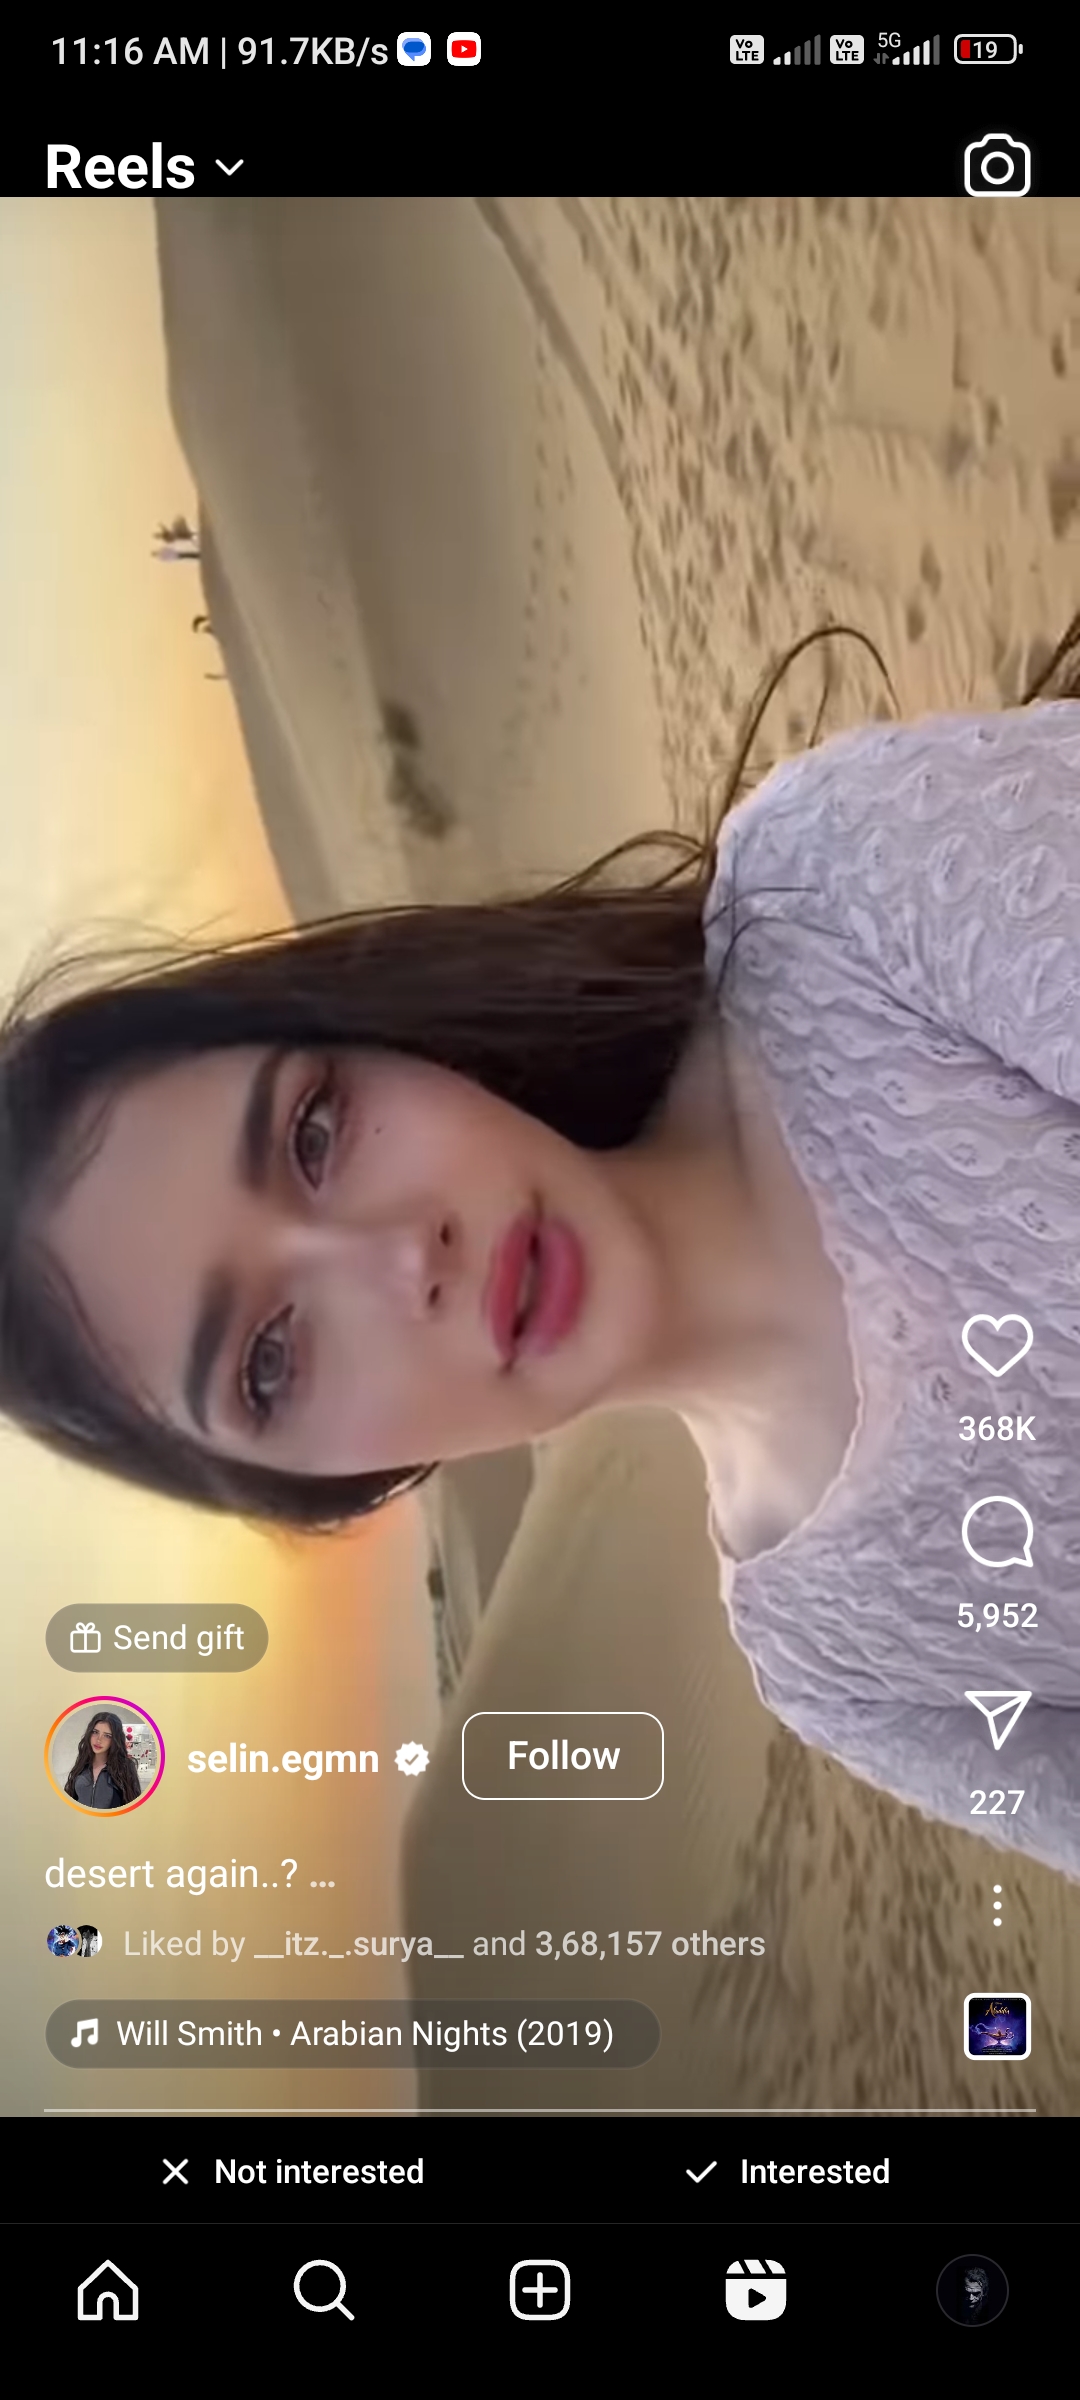 11:16 AM | 91.7KB/s
Vo LTE Vo LTE 5G 19
Reels
368K
5,952
Send gift
selin.egmn Follow
227
desert again..? ...
Liked by __itz._.surya__ and 3,68,157 others
Will Smith • Arabian Nights (2019)
Aladdin
Not interested Interested